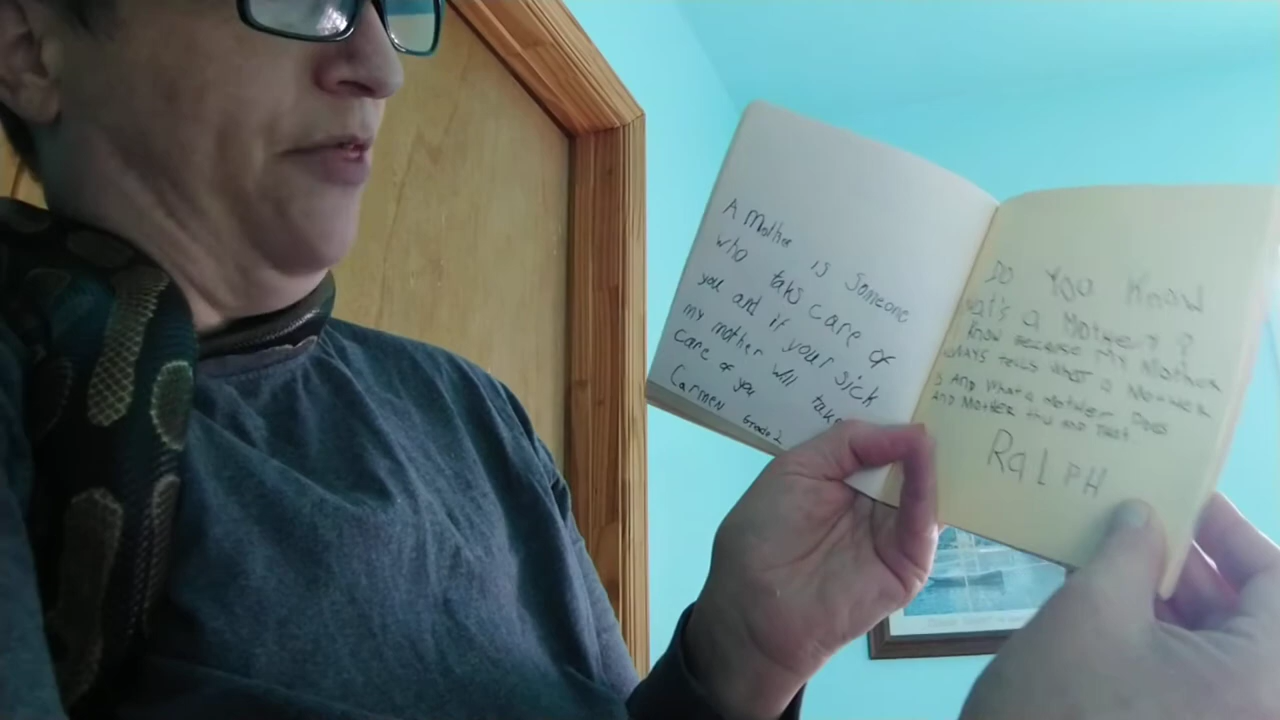 A Mother is Someone
who taks care of
you and if your sick
my mother will take
care of you
Carmen Grade 2
DO YOU KNOW
a Mother?
KNOW BECAUSE MY Mother
TELLS WHAT a Mother
AND What a Mother Does
AND MOTHER this AND that
RaLPH